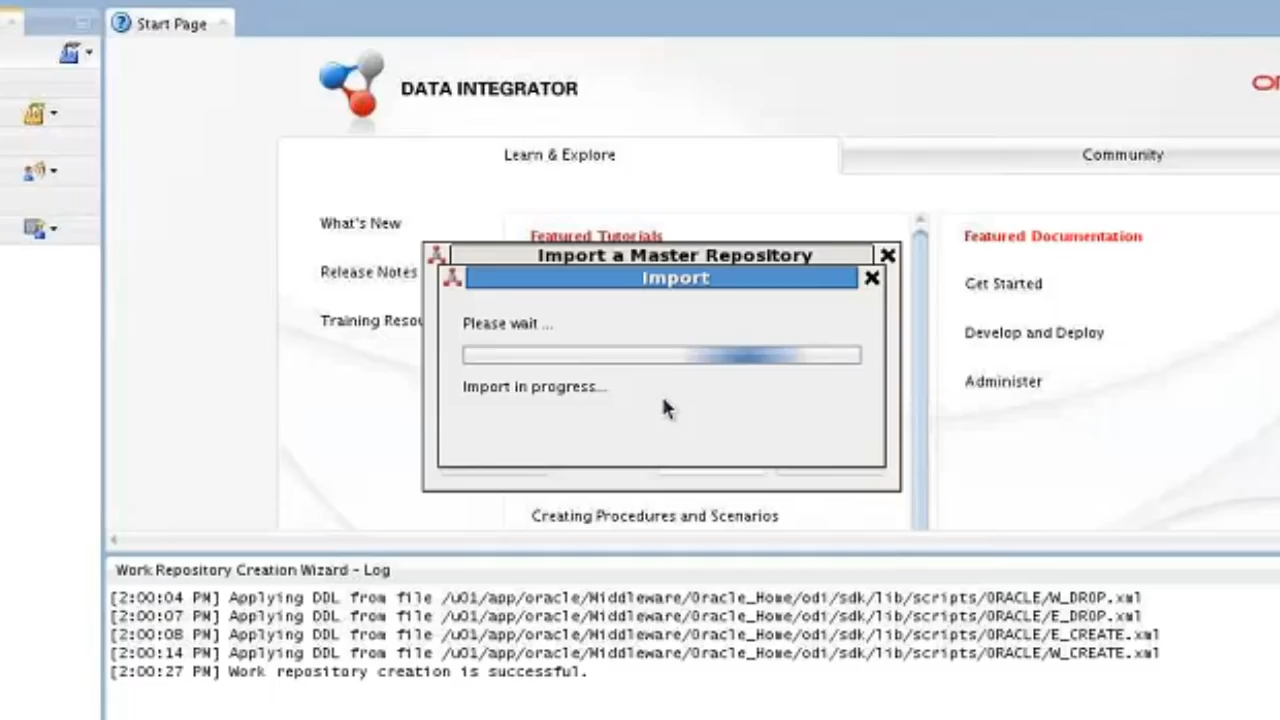 Start Page
DATA INTEGRATOR
Learn & Explore
Community
What's New
Featured Tutorials
Featured Documentation
Import a Master Repository
Release Notes
Import
Get Started
Training
Please wait ...
Develop and Deploy
Import in progress...
Administer
Creating Procedures and Scenarios
Work Repository Creation Wizard - Log
[2:00:04 PM] Applying DDL from file /u01/app/oracle/Middleware/Oracle_Home/odi/sdk/lib/scripts/ORACLE/W_DROP.xml
[2:00:07 PM] Applying DDL from file /u01/app/oracle/Middleware/Oracle_Home/odi/sdk/lib/scripts/ORACLE/E_DROP.xml
[2:00:08 PM] Applying DDL from file /u01/app/oracle/Middleware/Oracle_Home/odi/sdk/lib/scripts/ORACLE/E_CREATE.xml
[2:00:14 PM] Applying DDL from file /u01/app/oracle/Middleware/Oracle_Home/odi/sdk/lib/scripts/ORACLE/W_CREATE.xml
[2:00:27 PM] Work repository creation is successful.